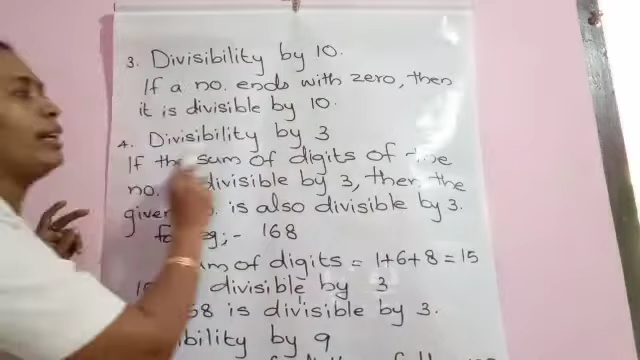 3. Divisibility by 10.
If a no. ends with zero, then
it is divisible by 10.
4. Divisibility by 3
If the sum of digits of the
no. divisible by 3, then the
given is also divisible by 3.
168
sum of digits = 1+6+8 = 15
divisible by 3
is divisible by 3.
by 9